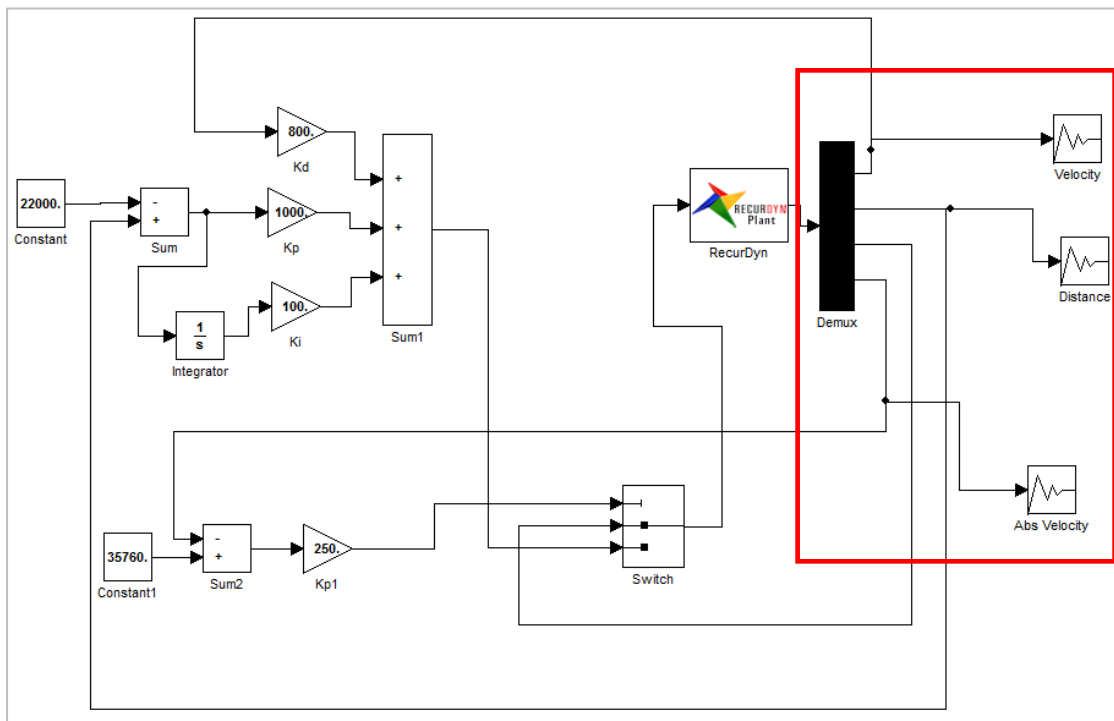 800.
Kd
Velocity
22000.
-
+
Constant
Sum
1000.
Kp
+
+
+
Sum1
RECURDYN
Plant
RecurDyn
Demux
Distance
1
s
Integrator
100.
Ki
35760.
Constant1
-
+
Sum2
250.
Kp1
Switch
Abs Velocity